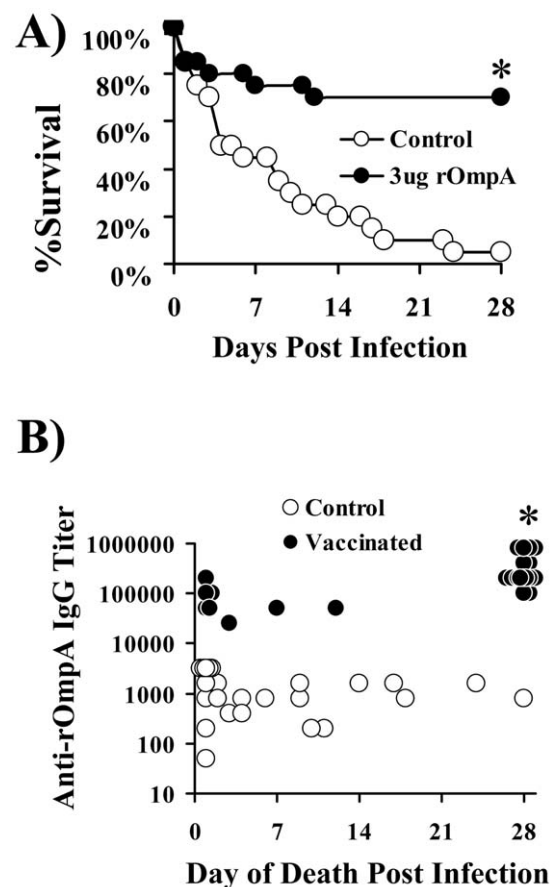 A)
%Survival
100%
80%
60%
40%
20%
0%
*
Control
3ug rOmpA
0 7 14 21 28
Days Post Infection
B)
Control
Vaccinated
*
Anti-rOmpA IgG Titer
1000000
100000
10000
1000
100
10
0 7 14 21 28
Day of Death Post Infection